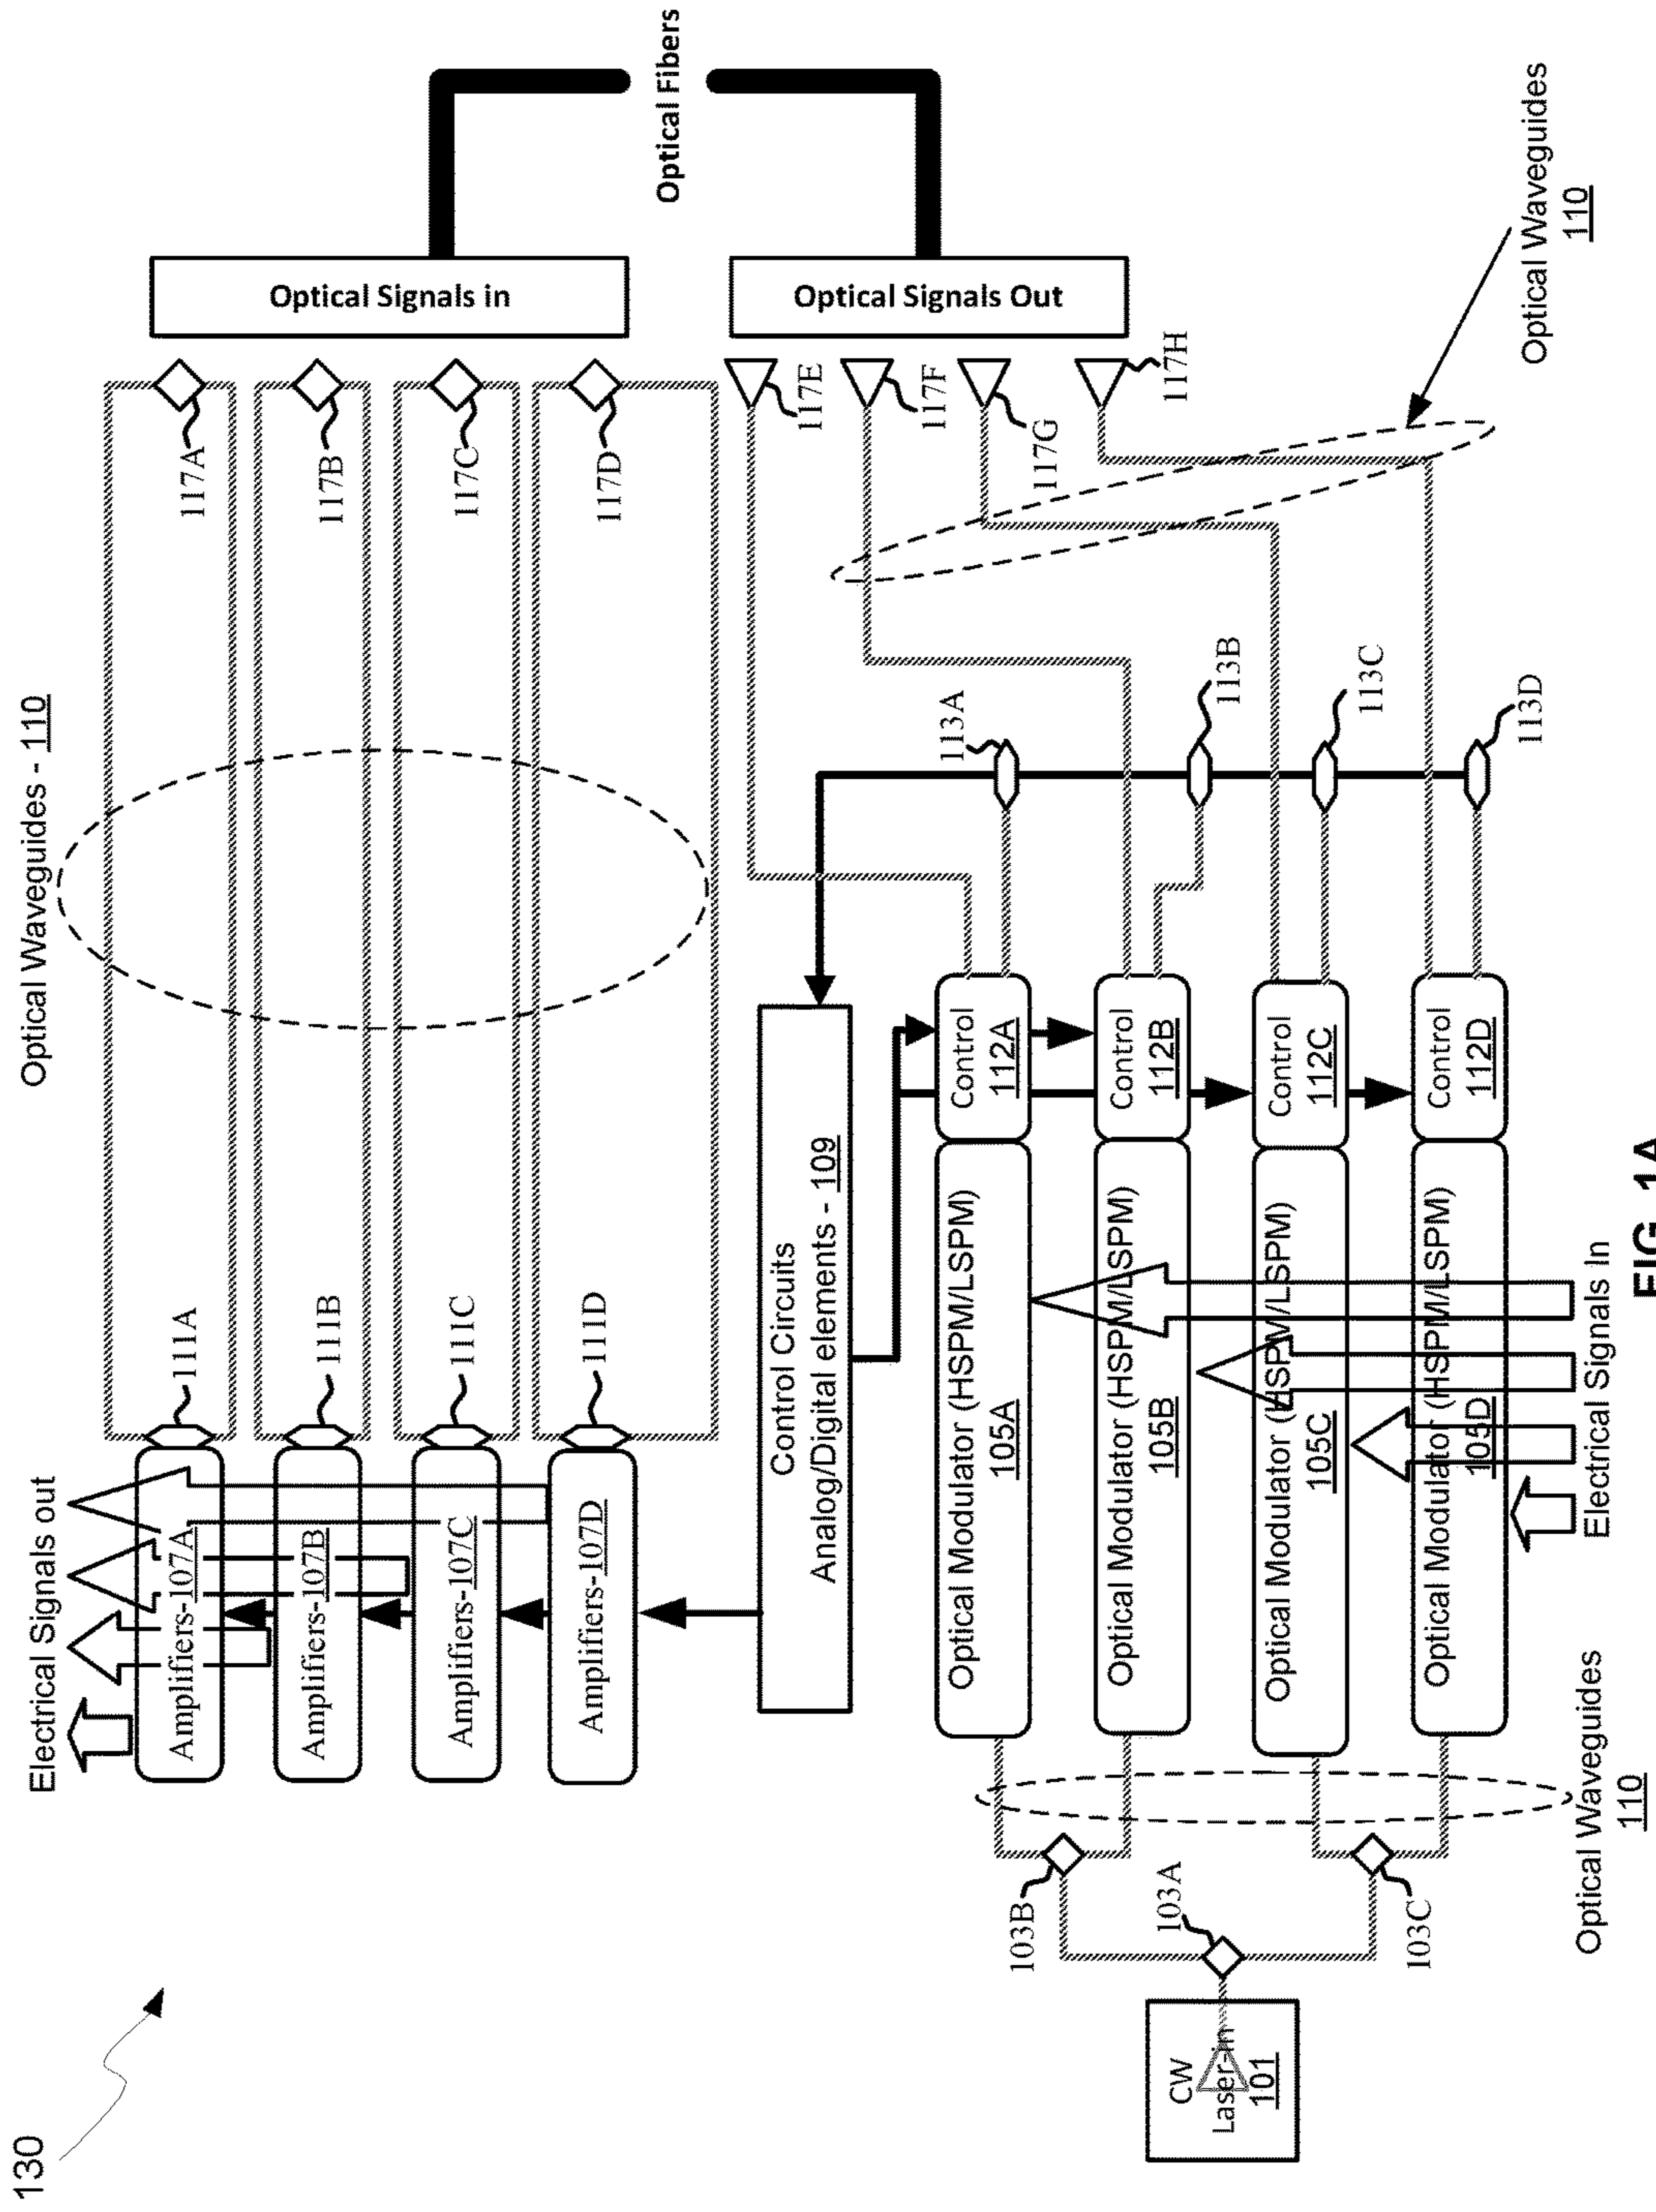 130
Optical Waveguides - 110
Electrical Signals out
Amplifiers-107A
111A
117A
Amplifiers-107B
111B
117B
Amplifiers-107C
111C
117C
Amplifiers-107D
111D
117D
Optical Signals in
Optical Fibers
Optical Signals Out
Control Circuits
Analog/Digital elements - 109
117E
117F
117G
117H
Optical Waveguides
110
113A
113B
113C
113D
Optical Modulator (HSPM/LSPM)
105A
Control
112A
Optical Modulator (HSPM/LSPM)
105B
Control
112B
Optical Modulator (HSPM/LSPM)
105C
Control
112C
Optical Modulator (HSPM/LSPM)
105D
Control
112D
CW
Laser-in
101
103A
103B
103C
Optical Waveguides
110
Electrical Signals In
FIG. 1A